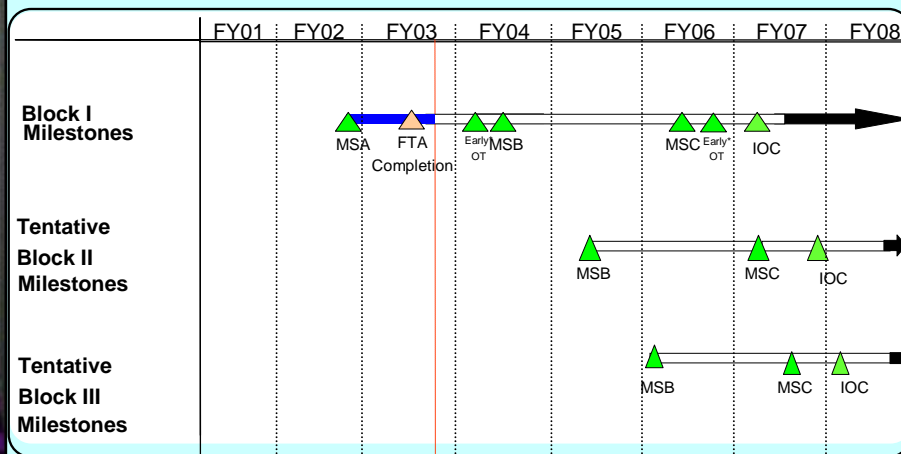 FY01 FY02 FY03 FY04 FY05 FY06 FY07 FY08
Block I
Milestones
MSA
FTA
Completion
Early*
OT
MSB
MSC
Early*
OT
IOC
Tentative
Block II
Milestones
MSB
MSC
IOC
Tentative
Block III
Milestones
MSB
MSC
IOC